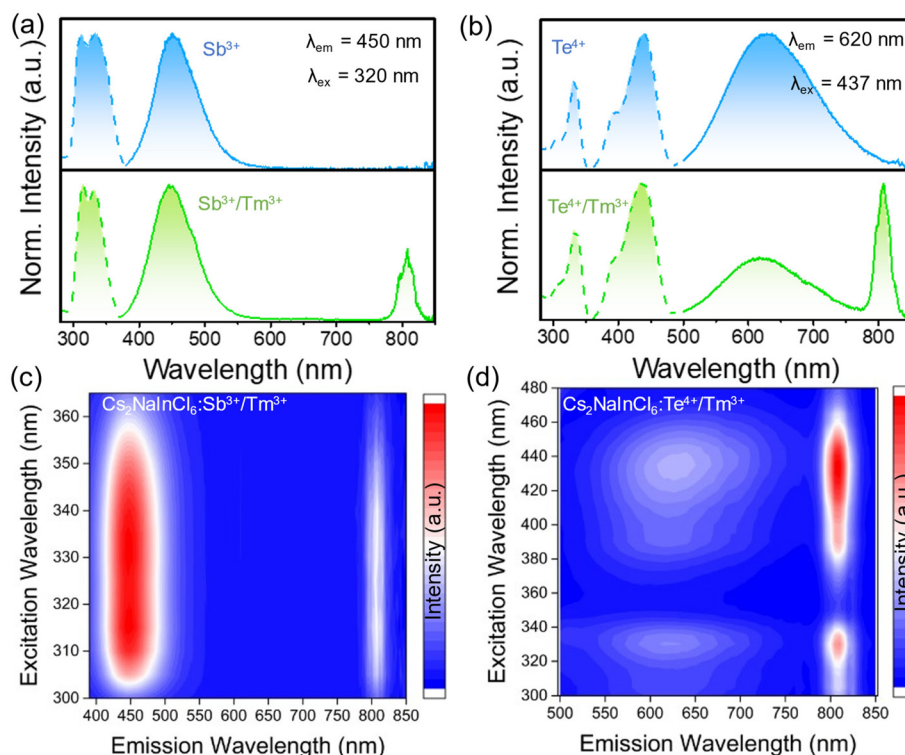 (a)
Norm. Intensity (a.u.)
Sb³⁺
λem = 450 nm
λex = 320 nm
Sb³⁺/Tm³⁺
300 400 500 600 700 800
Wavelength (nm)
(b)
Norm. Intensity (a.u.)
Te⁴⁺
λem = 620 nm
λex = 437 nm
Te⁴⁺/Tm³⁺
300 400 500 600 700 800
Wavelength (nm)
(c)
Cs₂NaInCl₆:Sb³⁺/Tm³⁺
Excitation Wavelength (nm)
360
350
340
330
320
310
300
400 450 500 550 600 650 700 750 800 850
Emission Wavelength (nm)
Intensity (a.u.)
(d)
Cs₂NaInCl₆:Te⁴⁺/Tm³⁺
Excitation Wavelength (nm)
480
460
440
420
400
380
360
340
320
300
500 550 600 650 700 750 800 850
Emission Wavelength (nm)
Intensity (a.u.)